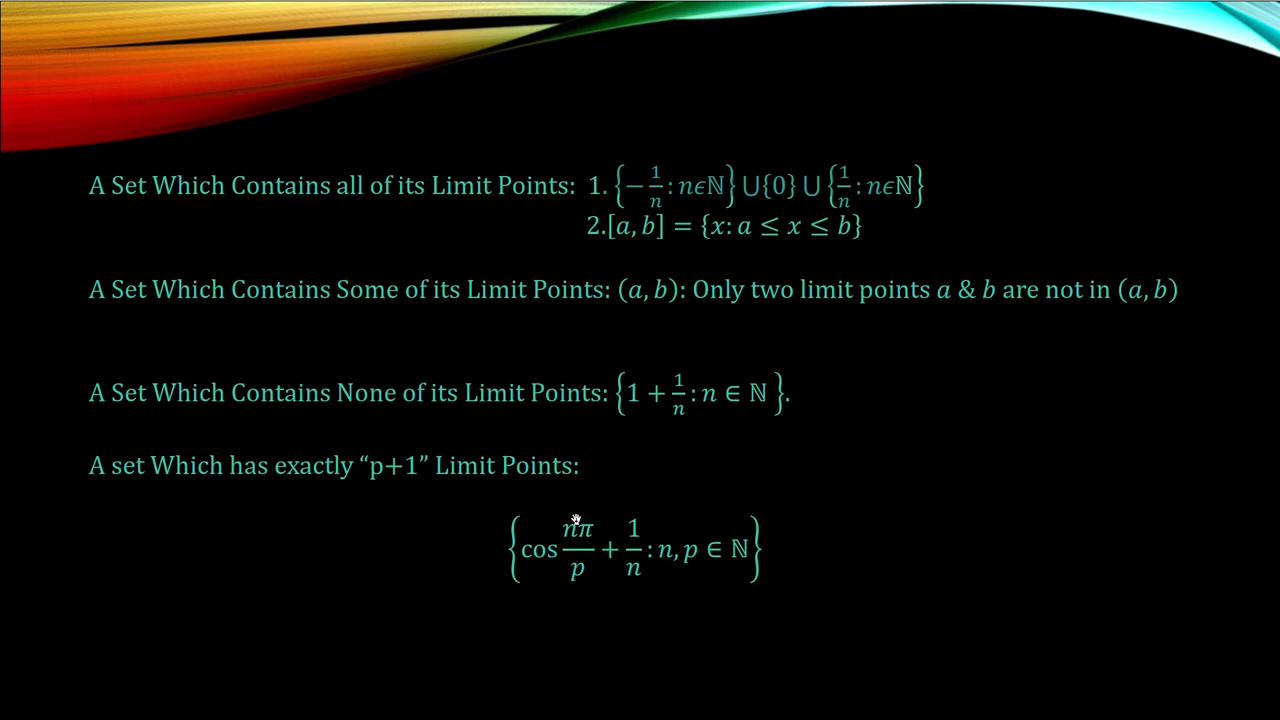 A Set Which Contains all of its Limit Points: 1. {−1/n : nϵℕ} ⋃{0} ⋃ {1/n : nϵℕ}
2.[a, b] = {x: a ≤ x ≤ b}
A Set Which Contains Some of its Limit Points: (a, b): Only two limit points a & b are not in (a, b)
A Set Which Contains None of its Limit Points: {1 + 1/n : n ∈ ℕ }.
A set Which has exactly “p+1” Limit Points:
{cos nπ/p + 1/n : n, p ∈ ℕ}